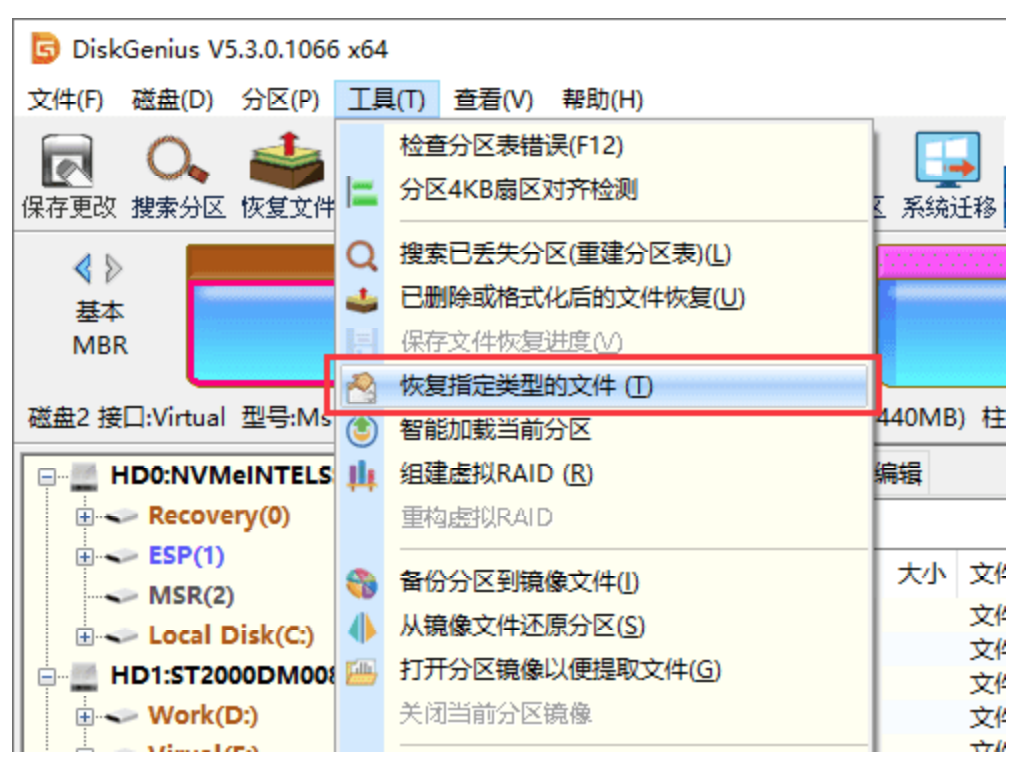 DiskGenius V5.3.0.1066 x64
文件(F) 磁盘(D) 分区(P) 工具(T) 查看(V) 帮助(H)
保存更改 搜索分区 恢复文件 系统迁移
检查分区表错误(F12)
分区4KB扇区对齐检测
搜索已丢失分区(重建分区表)(L)
已删除或格式化后的文件恢复(U)
保存文件恢复进度(V)
恢复指定类型的文件 (T)
智能加载当前分区
组建虚拟RAID (R)
重构虚拟RAID
备份分区到镜像文件(I)
从镜像文件还原分区(S)
打开分区镜像以便提取文件(G)
关闭当前分区镜像
基本
MBR
磁盘2 接口:Virtual 型号:Ms 440MB) 柱
HD0:NVMeINTELS
Recovery(0)
ESP(1)
MSR(2)
Local Disk(C:)
HD1:ST2000DM008
Work(D:)
编辑
大小 文件
文件
文件
文件
文件